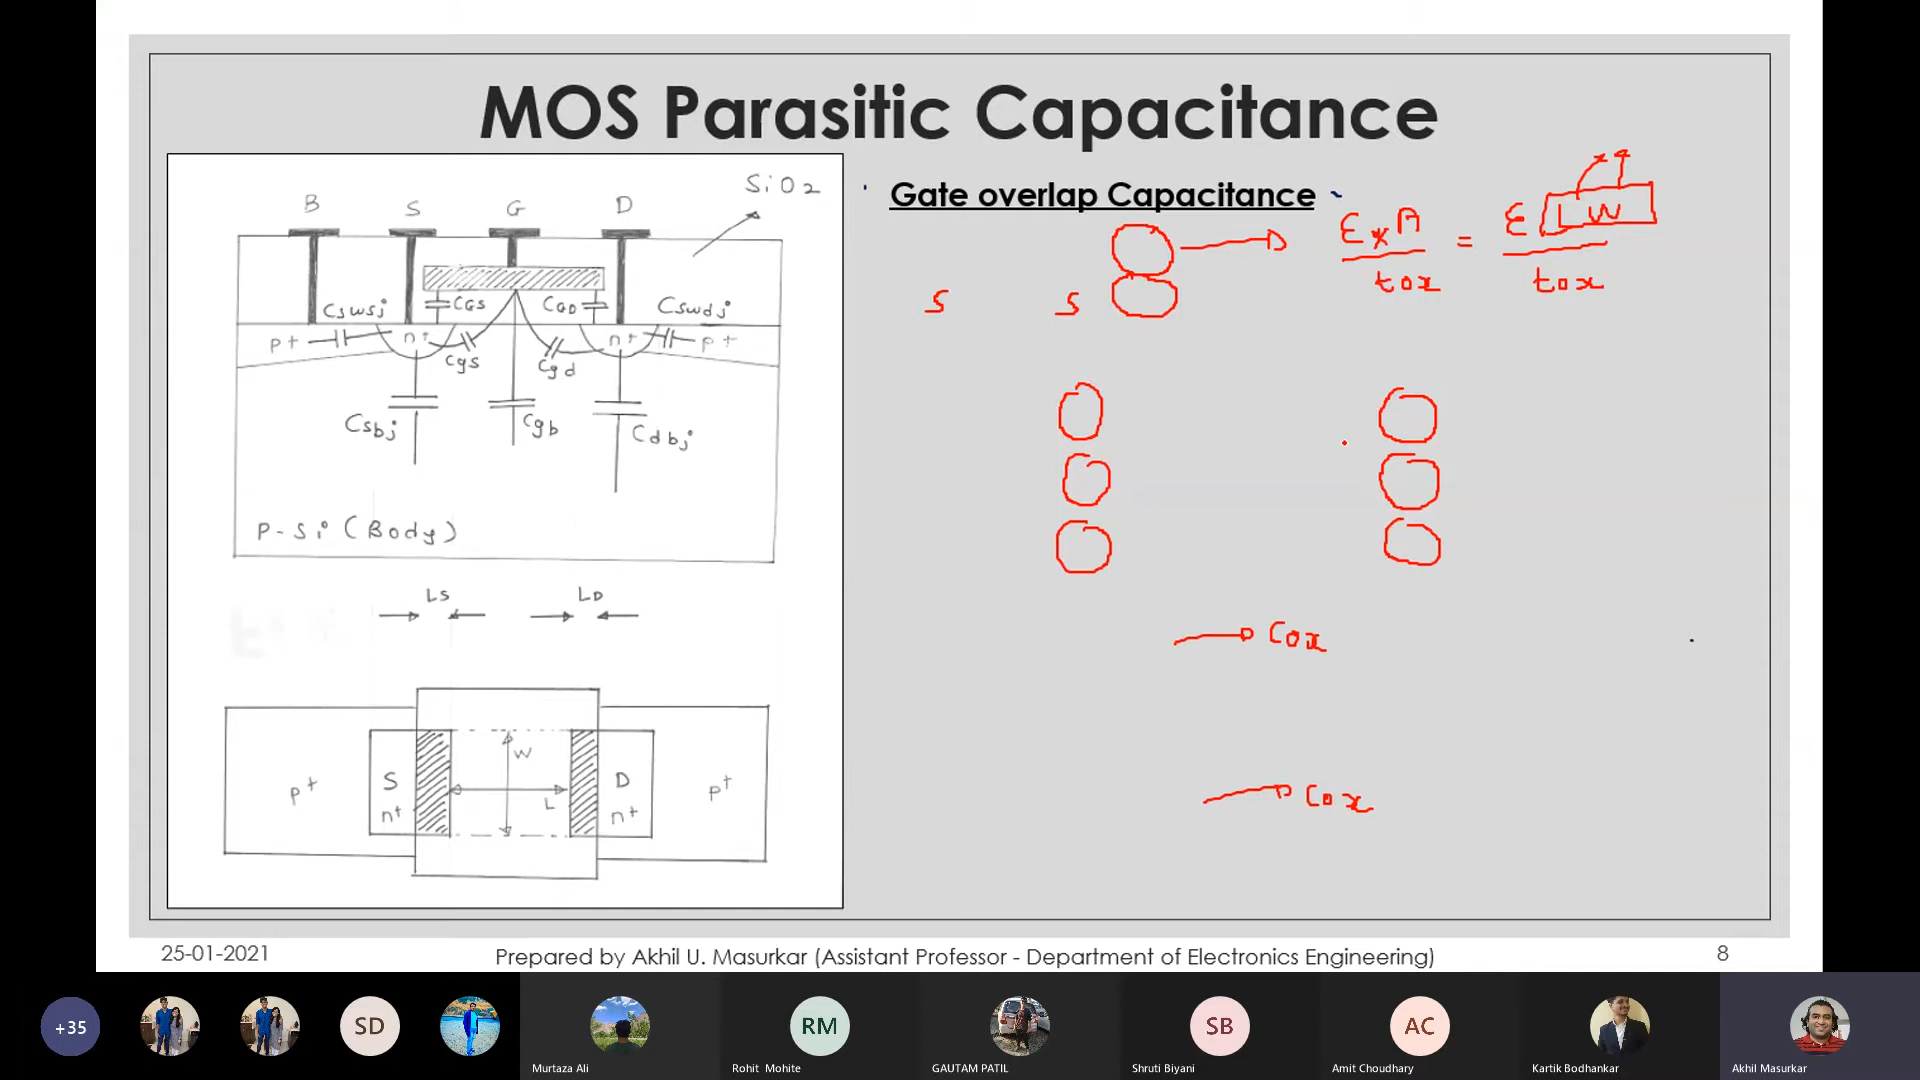 MOS Parasitic Capacitance
B S G D SiO2
Cswsj CGS CGD Cswdj
p+ n+ n+ p+
Cgs Cgd
Csbj Cgb Cdbj
P-Si (Body)
LS LD
W
S D
p+ L p+
n+ n+
Gate overlap Capacitance
ε*A = ε LW
tox tox
S S
Cox
Cox
25-01-2021
Prepared by Akhil U. Masurkar (Assistant Professor - Department of Electronics Engineering)
8
+35
SD
RM
SB
AC
Murtaza Ali
Rohit Mohite
GAUTAM PATIL
Shruti Biyani
Amit Choudhary
Kartik Bodhankar
Akhil Masurkar